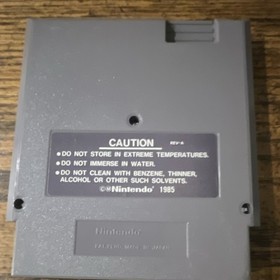 CAUTION
REV-H
• DO NOT STORE IN EXTREME TEMPERATURES.
• DO NOT IMMERSE IN WATER.
• DO NOT CLEAN WITH BENZENE, THINNER,
ALCOHOL OR OTHER SUCH SOLVENTS.
©®Nintendo® 1985
Nintendo